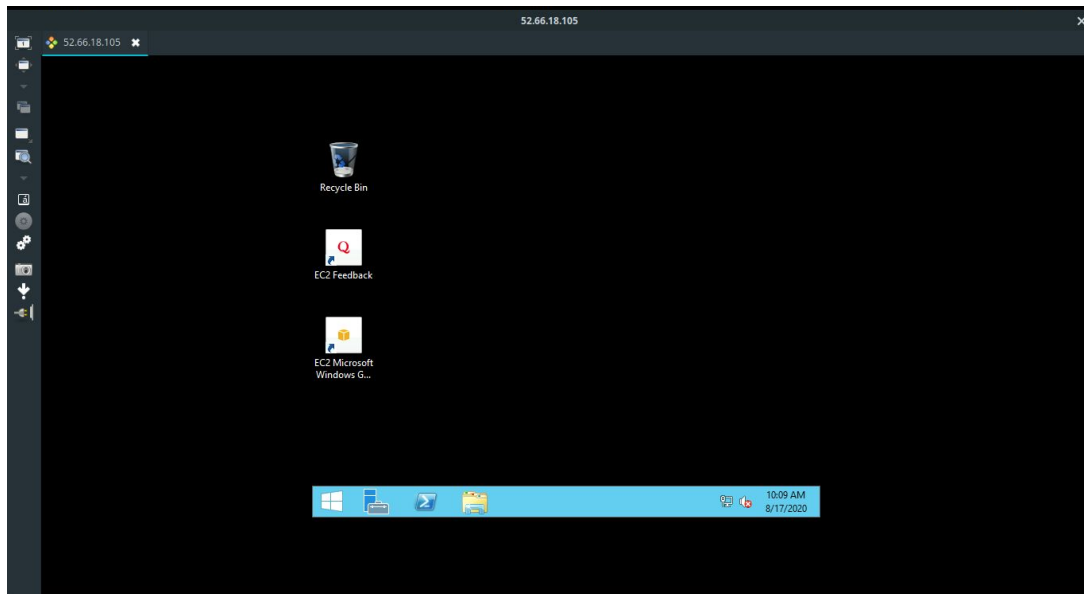 52.66.18.105
52.66.18.105
Recycle Bin
Q
EC2 Feedback
EC2 Microsoft
Windows G...
10:09 AM
8/17/2020